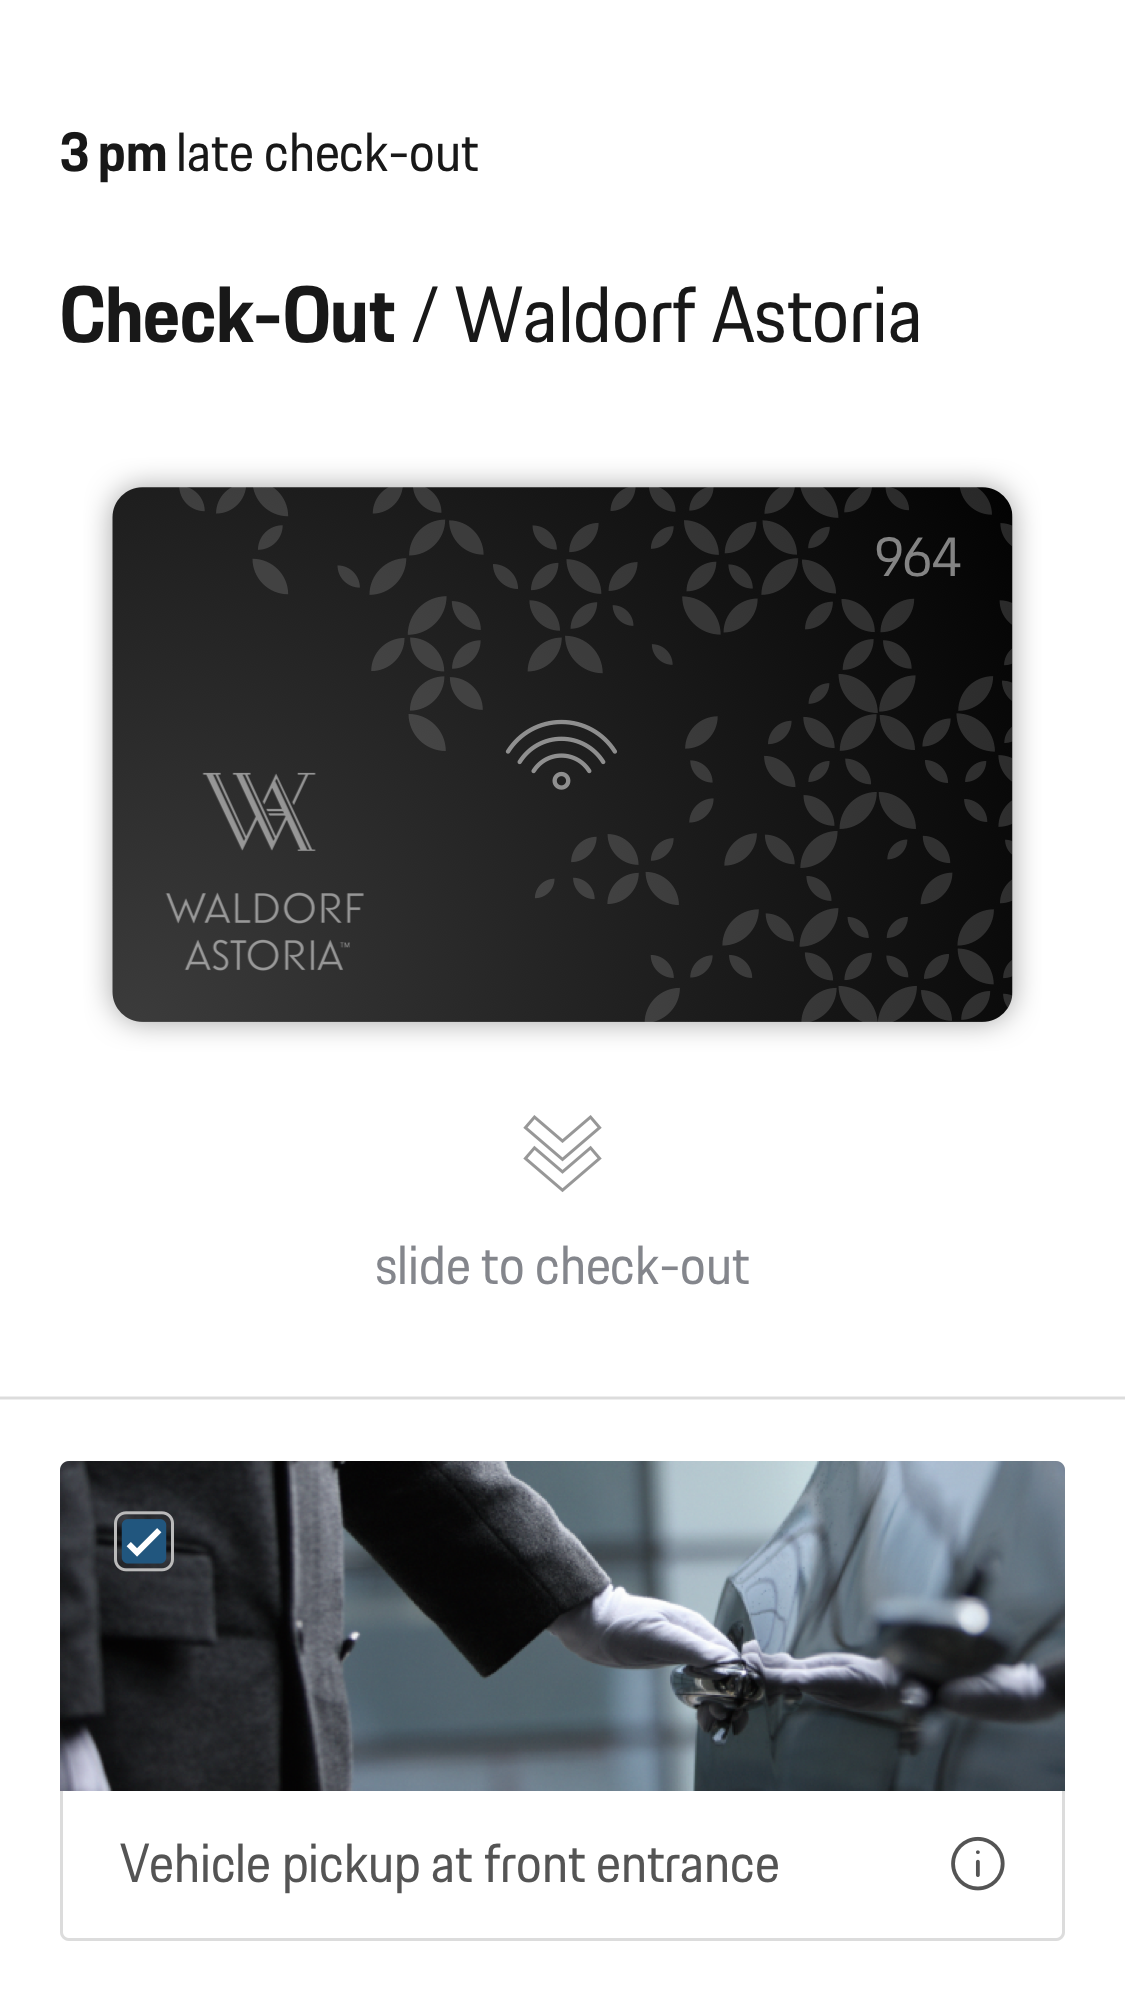 3 pm late check-out
Check-Out / Waldorf Astoria
964
WALDORF
ASTORIA™
slide to check-out
Vehicle pickup at front entrance